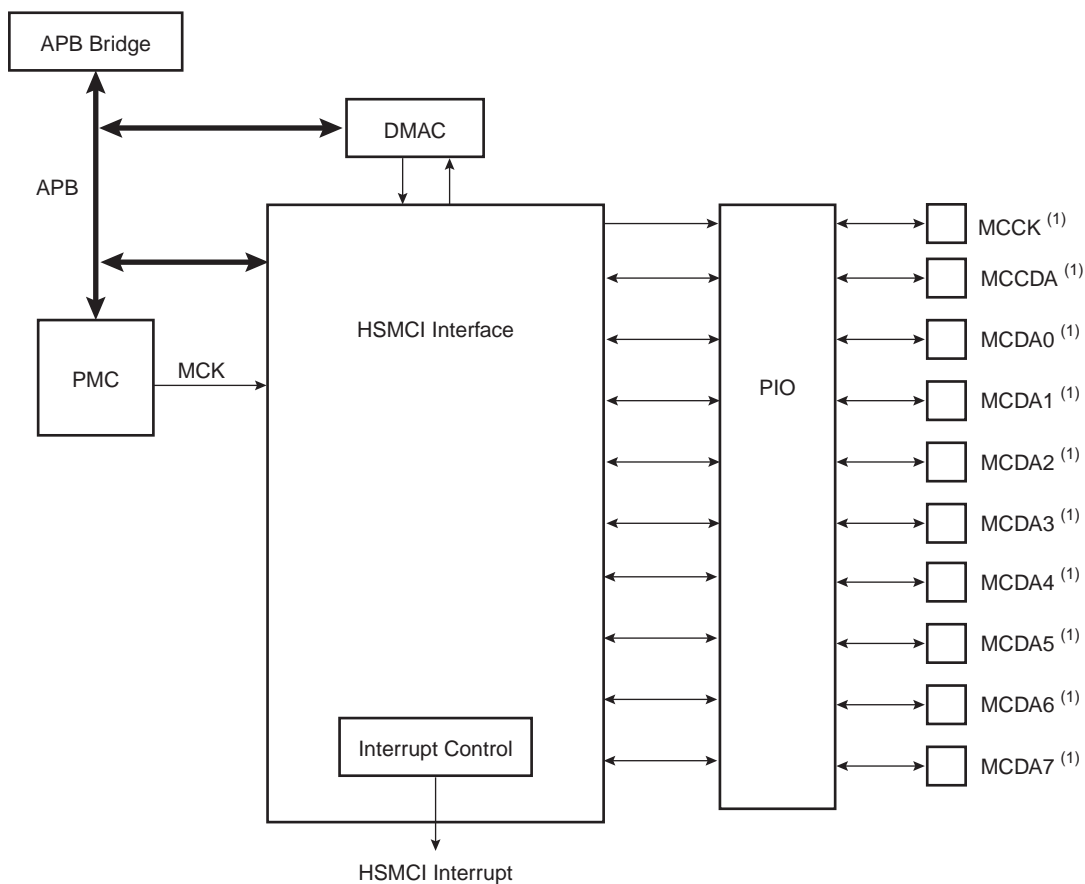 APB Bridge
DMAC
APB
MCCK (1)
MCCDA (1)
HSMCI Interface
MCDA0 (1)
PMC
MCK
PIO
MCDA1 (1)
MCDA2 (1)
MCDA3 (1)
MCDA4 (1)
MCDA5 (1)
MCDA6 (1)
Interrupt Control
MCDA7 (1)
HSMCI Interrupt